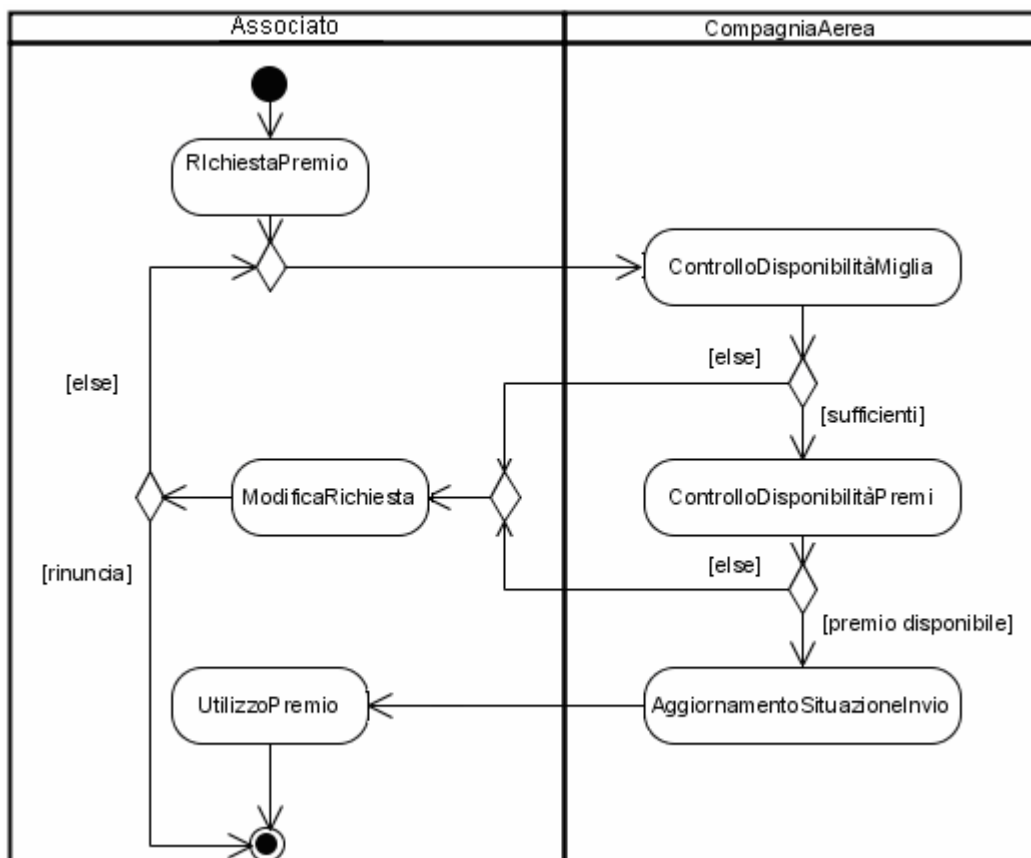 Associato
CompagniaAerea
RIchiestaPremio
ControlloDisponibilitàMiglia
[else]
[else]
[sufficienti]
ModificaRichiesta
ControlloDisponibilitàPremi
[rinuncia]
[else]
[premio disponibile]
UtilizzoPremio
AggiornamentoSituazioneInvio